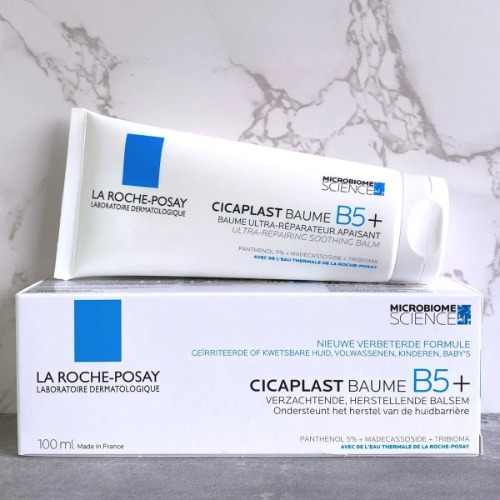 MICROBIOME
SCIENCE
LA ROCHE-POSAY
LABORATOIRE DERMATOLOGIQUE
CICAPLAST BAUME B5+
BAUME ULTRA-RÉPARATEUR APAISANT
ULTRA-REPAIRING SOOTHING BALM
PANTHENOL 5% + MADECASSOSIDE + TRIBIOMA
AVEC DE L'EAU THERMALE DE LA ROCHE-POSAY
MICROBIOME
SCIENCE
NIEUWE VERBETERDE FORMULE
GEÏRRITEERDE OF KWETSBARE HUID, VOLWASSENEN, KINDEREN, BABY'S
LA ROCHE-POSAY
LABORATOIRE DERMATOLOGIQUE
CICAPLAST BAUME B5+
VERZACHTENDE, HERSTELLENDE BALSEM
Ondersteunt het herstel van de huidbarrière
100 ml Made in France
PANTHENOL 5% + MADECASSOSIDE + TRIBIOMA
AVEC DE L'EAU THERMALE DE LA ROCHE-POSAY